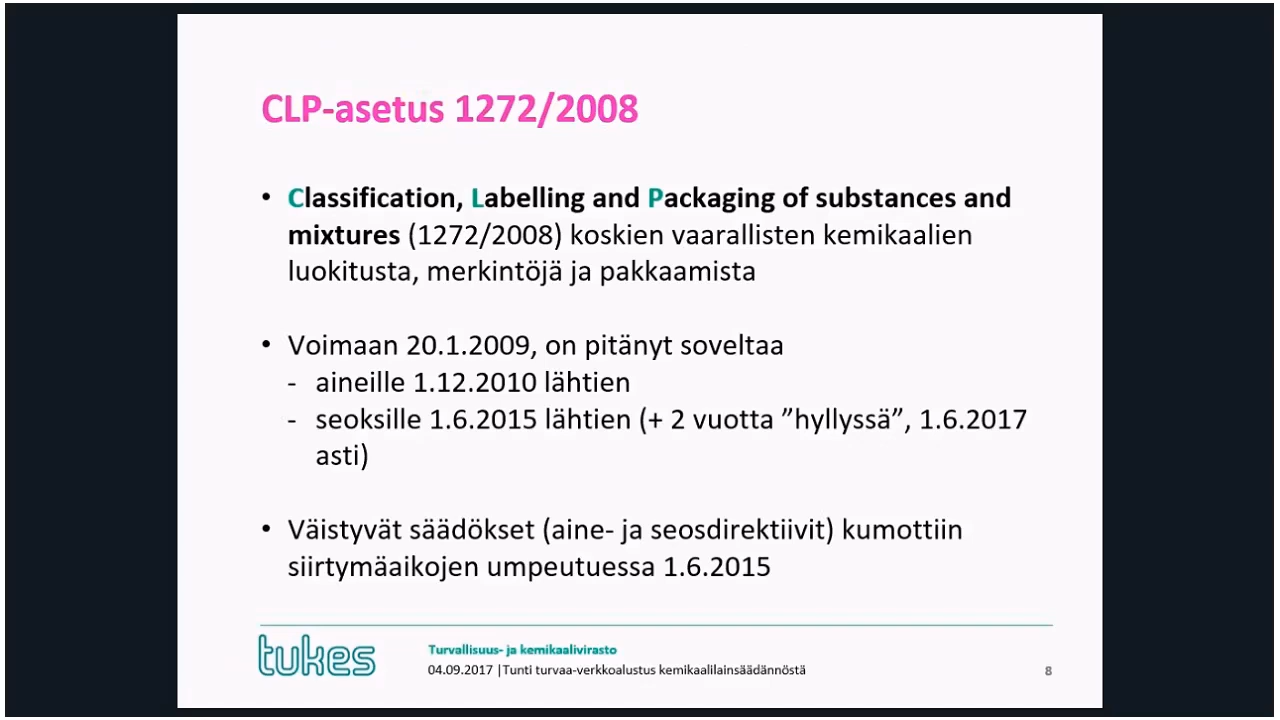 CLP-asetus 1272/2008
• Classification, Labelling and Packaging of substances and
mixtures (1272/2008) koskien vaarallisten kemikaalien
luokitusta, merkintöjä ja pakkaamista
• Voimaan 20.1.2009, on pitänyt soveltaa
- aineille 1.12.2010 lähtien
- seoksille 1.6.2015 lähtien (+ 2 vuotta ”hyllyssä”, 1.6.2017
asti)
• Väistyvät säädökset (aine- ja seosdirektiivit) kumottiin
siirtymäaikojen umpeutuessa 1.6.2015
tukes
Turvallisuus- ja kemikaalivirasto
04.09.2017 |Tunti turvaa-verkkoalustus kemikaalilainsäädännöstä
8